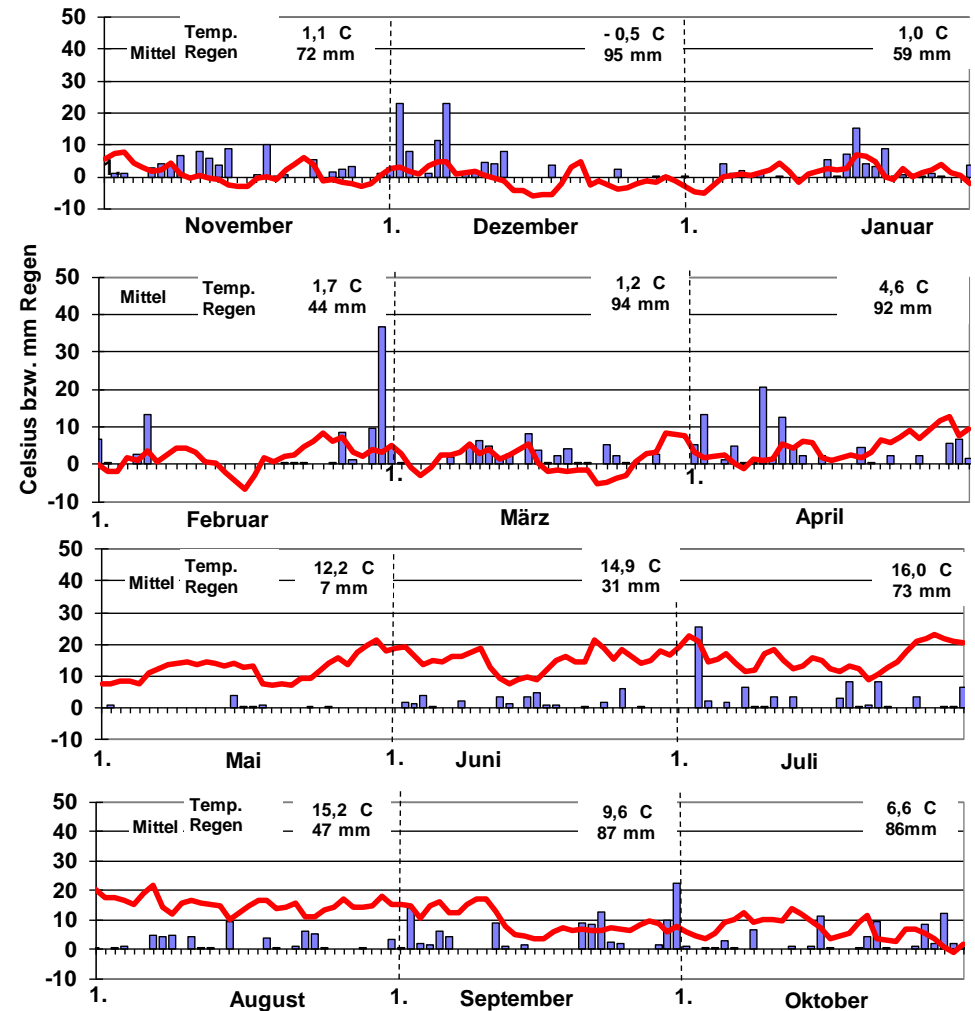 Celsius bzw. mm Regen
50
40
30
20
10
0
-10
Temp. 1,1 C - 0,5 C 1,0 C
Mittel Regen 72 mm 95 mm 59 mm
November 1. Dezember 1. Januar
50
40
30
20
10
0
-10
Temp. 1,7 C 1,2 C 4,6 C
Mittel Regen 44 mm 94 mm 92 mm
1. Februar 1. März 1. April
50
40
30
20
10
0
-10
Temp. 12,2 C 14,9 C 16,0 C
Mittel Regen 7 mm 31 mm 73 mm
1. Mai 1. Juni 1. Juli
50
40
30
20
10
0
-10
Temp. 15,2 C 9,6 C 6,6 C
Mittel Regen 47 mm 87 mm 86mm
1. August 1. September 1. Oktober